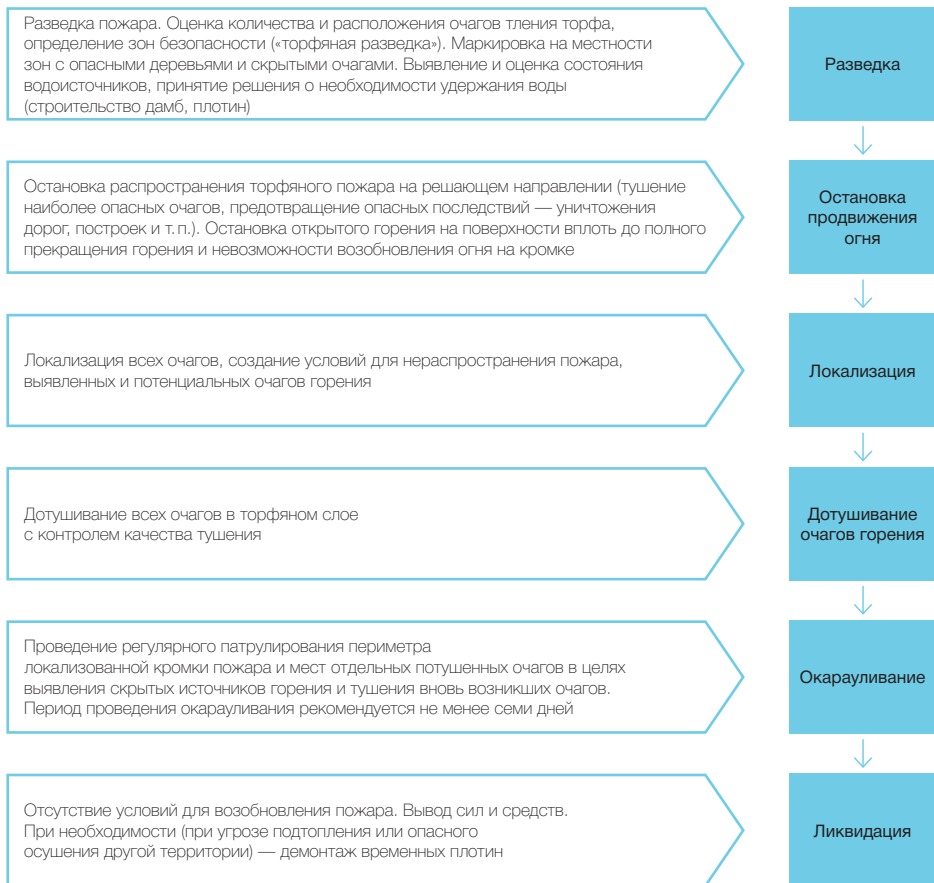 Разведка пожара. Оценка количества и расположения очагов тления торфа,
определение зон безопасности («торфяная разведка»). Маркировка на местности
зон с опасными деревьями и скрытыми очагами. Выявление и оценка состояния
водоисточников, принятие решения о необходимости удержания воды
(строительство дамб, плотин)
Разведка
Остановка распространения торфяного пожара на решающем направлении (тушение
наиболее опасных очагов, предотвращение опасных последствий — уничтожения
дорог, построек и т. п.). Остановка открытого горения на поверхности вплоть до полного
прекращения горения и невозможности возобновления огня на кромке
Остановка
продвижения
огня
Локализация всех очагов, создание условий для нераспространения пожара,
выявленных и потенциальных очагов горения
Локализация
Дотушивание всех очагов в торфяном слое
с контролем качества тушения
Дотушивание
очагов горения
Проведение регулярного патрулирования периметра
локализованной кромки пожара и мест отдельных потушенных очагов в целях
выявления скрытых источников горения и тушения вновь возникших очагов.
Период проведения окарауливания рекомендуется не менее семи дней
Окарауливание
Отсутствие условий для возобновления пожара. Вывод сил и средств.
При необходимости (при угрозе подтопления или опасного
осушения другой территории) — демонтаж временных плотин
Ликвидация